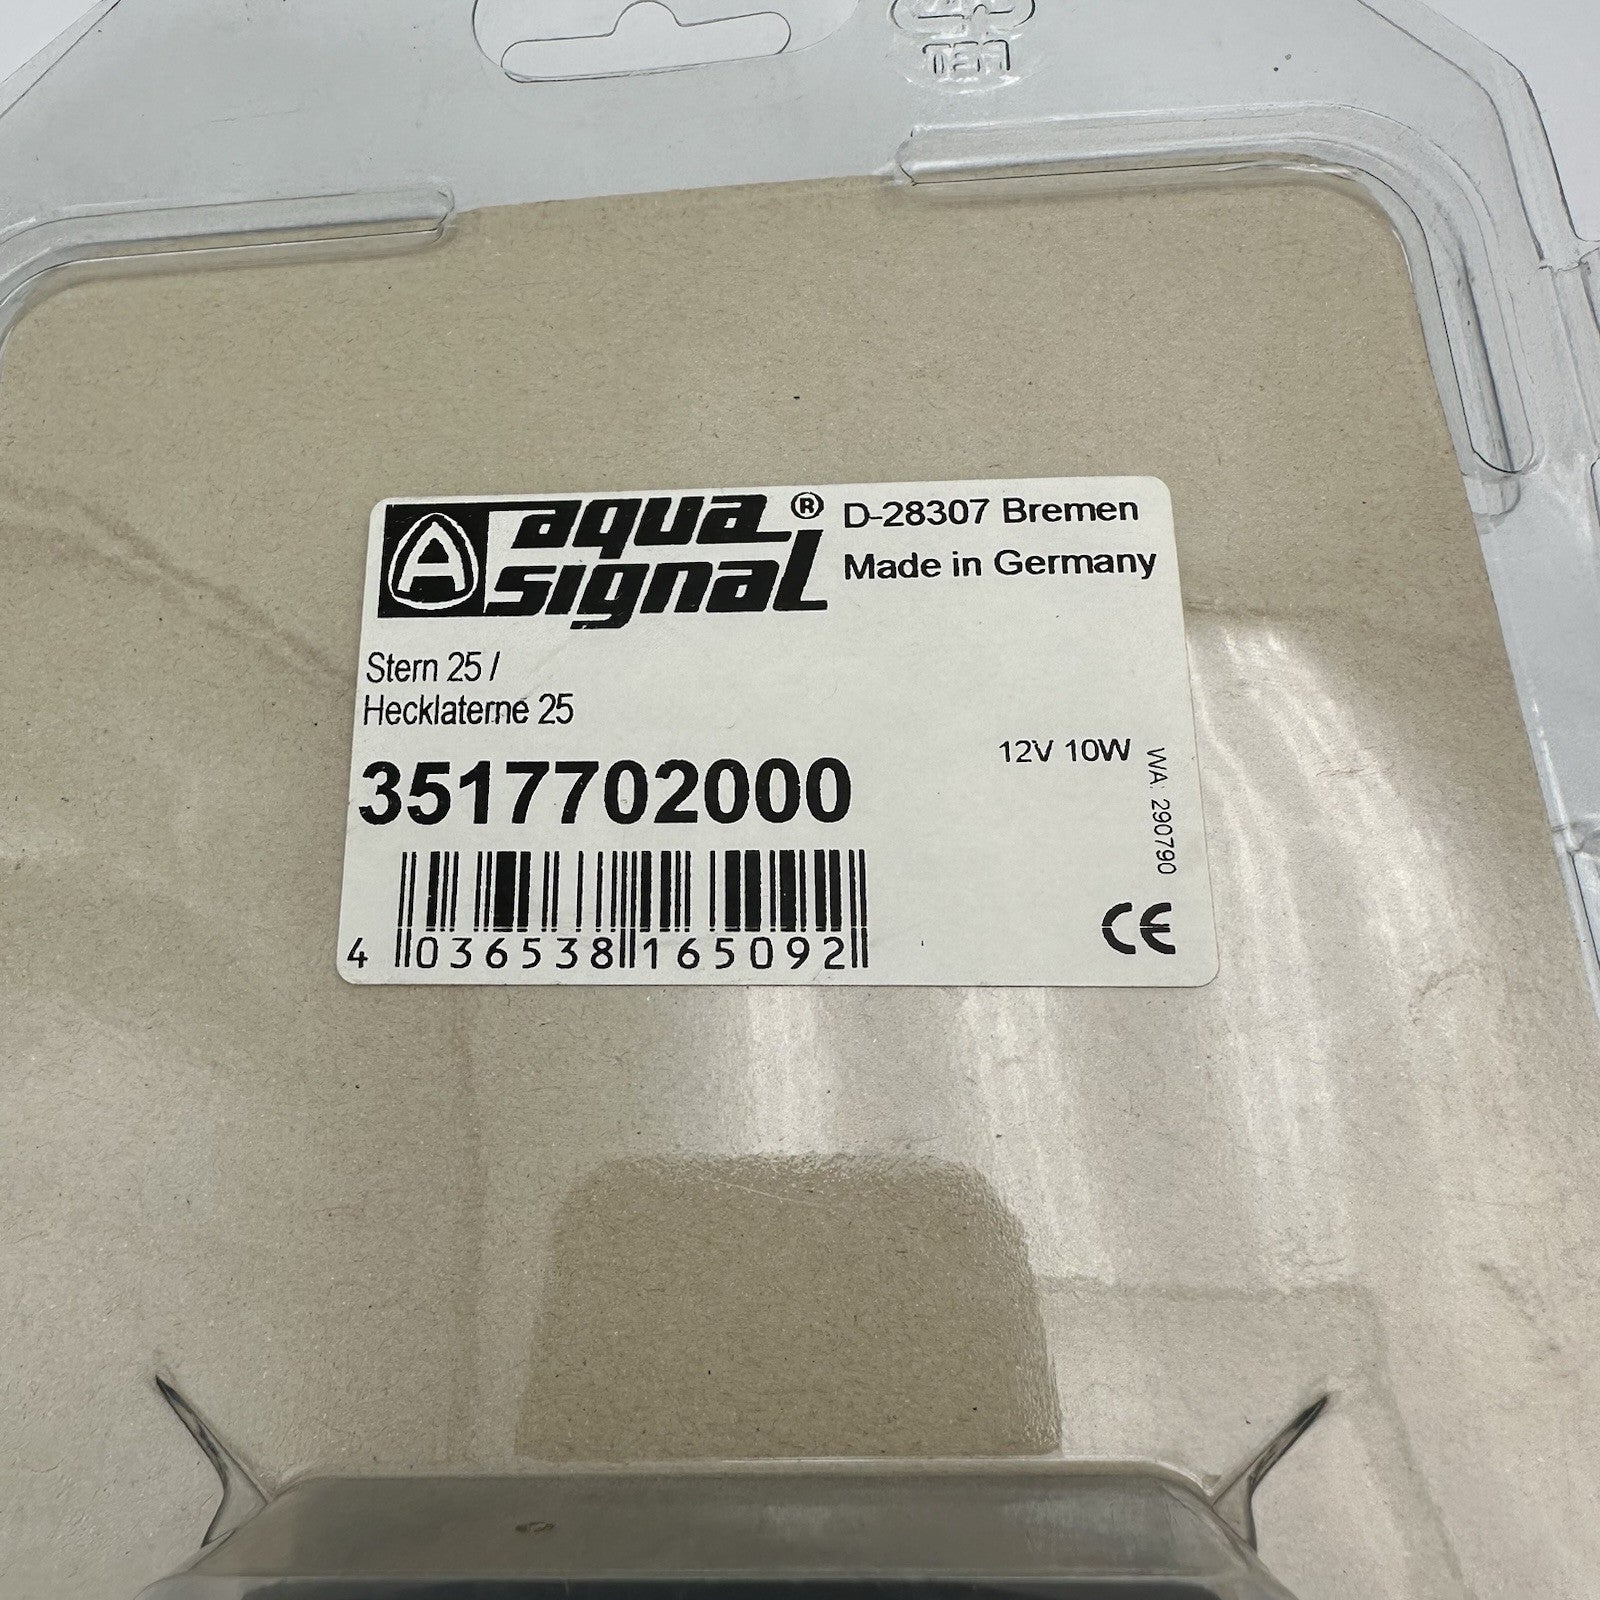 PET
aqua ® D-28307 Bremen
signal Made in Germany
Stern 25 /
Hecklaterne 25
12V 10W
3517702000
WA: 290790
CE
4 036538 165092